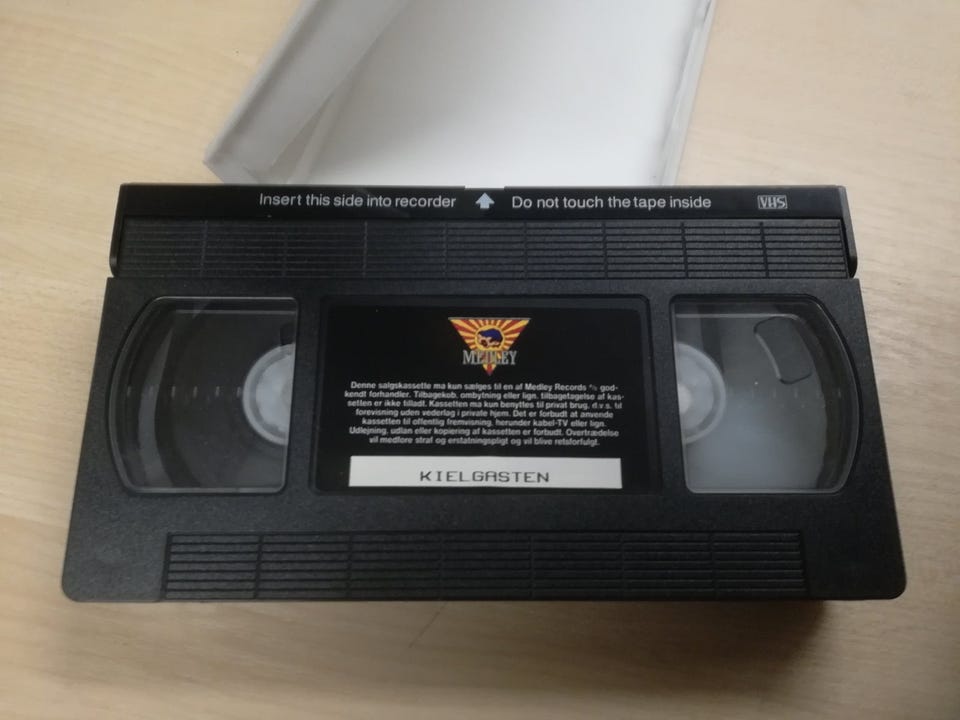 Insert this side into recorder Do not touch the tape inside VHS
MEDLEY
Denne salgskassette ma kun sælges til en af Medley Records % god-
kendt forhandler. Tilbagekob, ombytning eller lign. tilbagetagelse af kas-
setten er ikke tilladt. Kassetten ma kun benyttes til privat brug, d.v.s. til
forevisning uden vederlag i private hjem. Det er forbudt at anvende
kassetten til offentlig fremvisning, herunder kabel-TV eller lign.
Udlejning, udlan eller kopiering af kassetten er forbudt. Overtrædelse
vil medfore straf og erstatningspligt og vil blive retsforfulgt.
KIELGASTEN